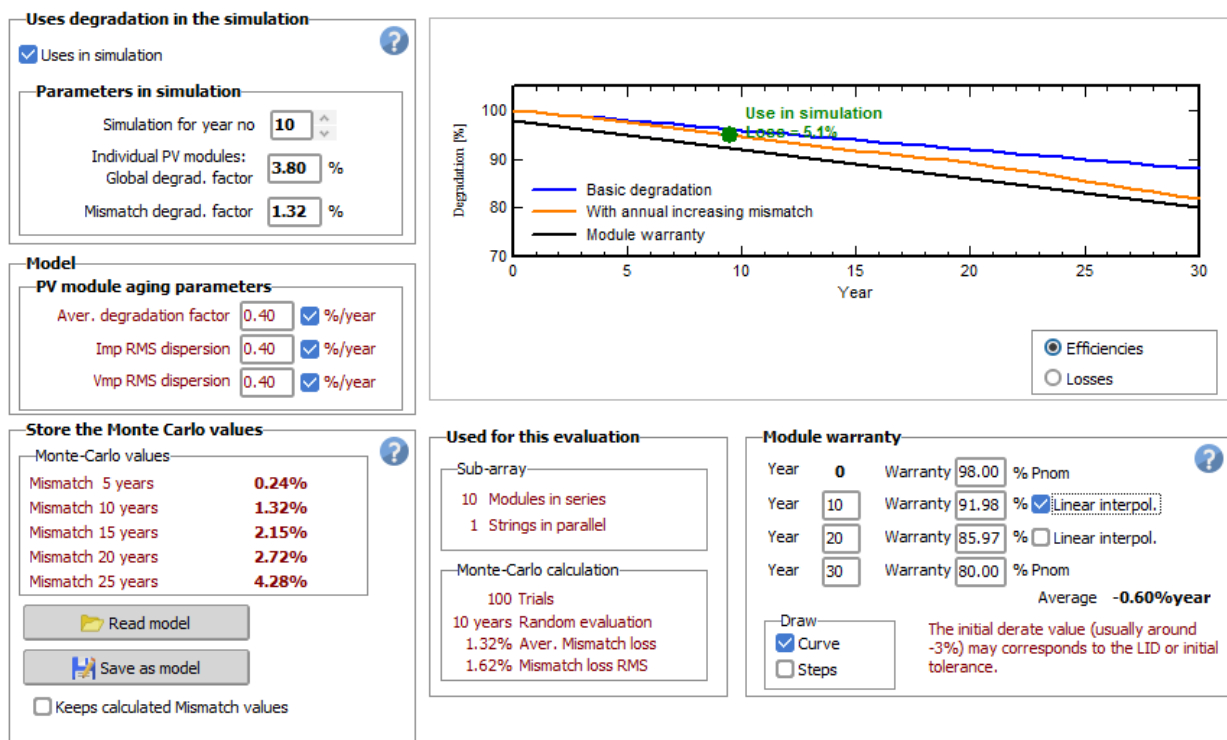 Uses degradation in the simulation
Uses in simulation
?
Parameters in simulation
Simulation for year no 10
Individual PV modules:
Global degrad. factor 3.80 %
Mismatch degrad. factor 1.32 %
Model
PV module aging parameters
Aver. degradation factor 0.40 %/year
Imp RMS dispersion 0.40 %/year
Vmp RMS dispersion 0.40 %/year
Store the Monte Carlo values
?
Monte-Carlo values
Mismatch 5 years 0.24%
Mismatch 10 years 1.32%
Mismatch 15 years 2.15%
Mismatch 20 years 2.72%
Mismatch 25 years 4.28%
Read model
Save as model
Keeps calculated Mismatch values
Degradation [%]
100
90
80
70
Use in simulation
Loss = 5.1%
Basic degradation
With annual increasing mismatch
Module warranty
0 5 10 15 20 25 30
Year
Efficiencies
Losses
Used for this evaluation
Sub-array
10 Modules in series
1 Strings in parallel
Monte-Carlo calculation
100 Trials
10 years Random evaluation
1.32% Aver. Mismatch loss
1.62% Mismatch loss RMS
Module warranty
?
Year 0 Warranty 98.00 % Pnom
Year 10 Warranty 91.98 % Linear interpol.
Year 20 Warranty 85.97 % Linear interpol.
Year 30 Warranty 80.00 % Pnom
Average -0.60%year
Draw
Curve
Steps
The initial derate value (usually around
-3%) may corresponds to the LID or initial
tolerance.